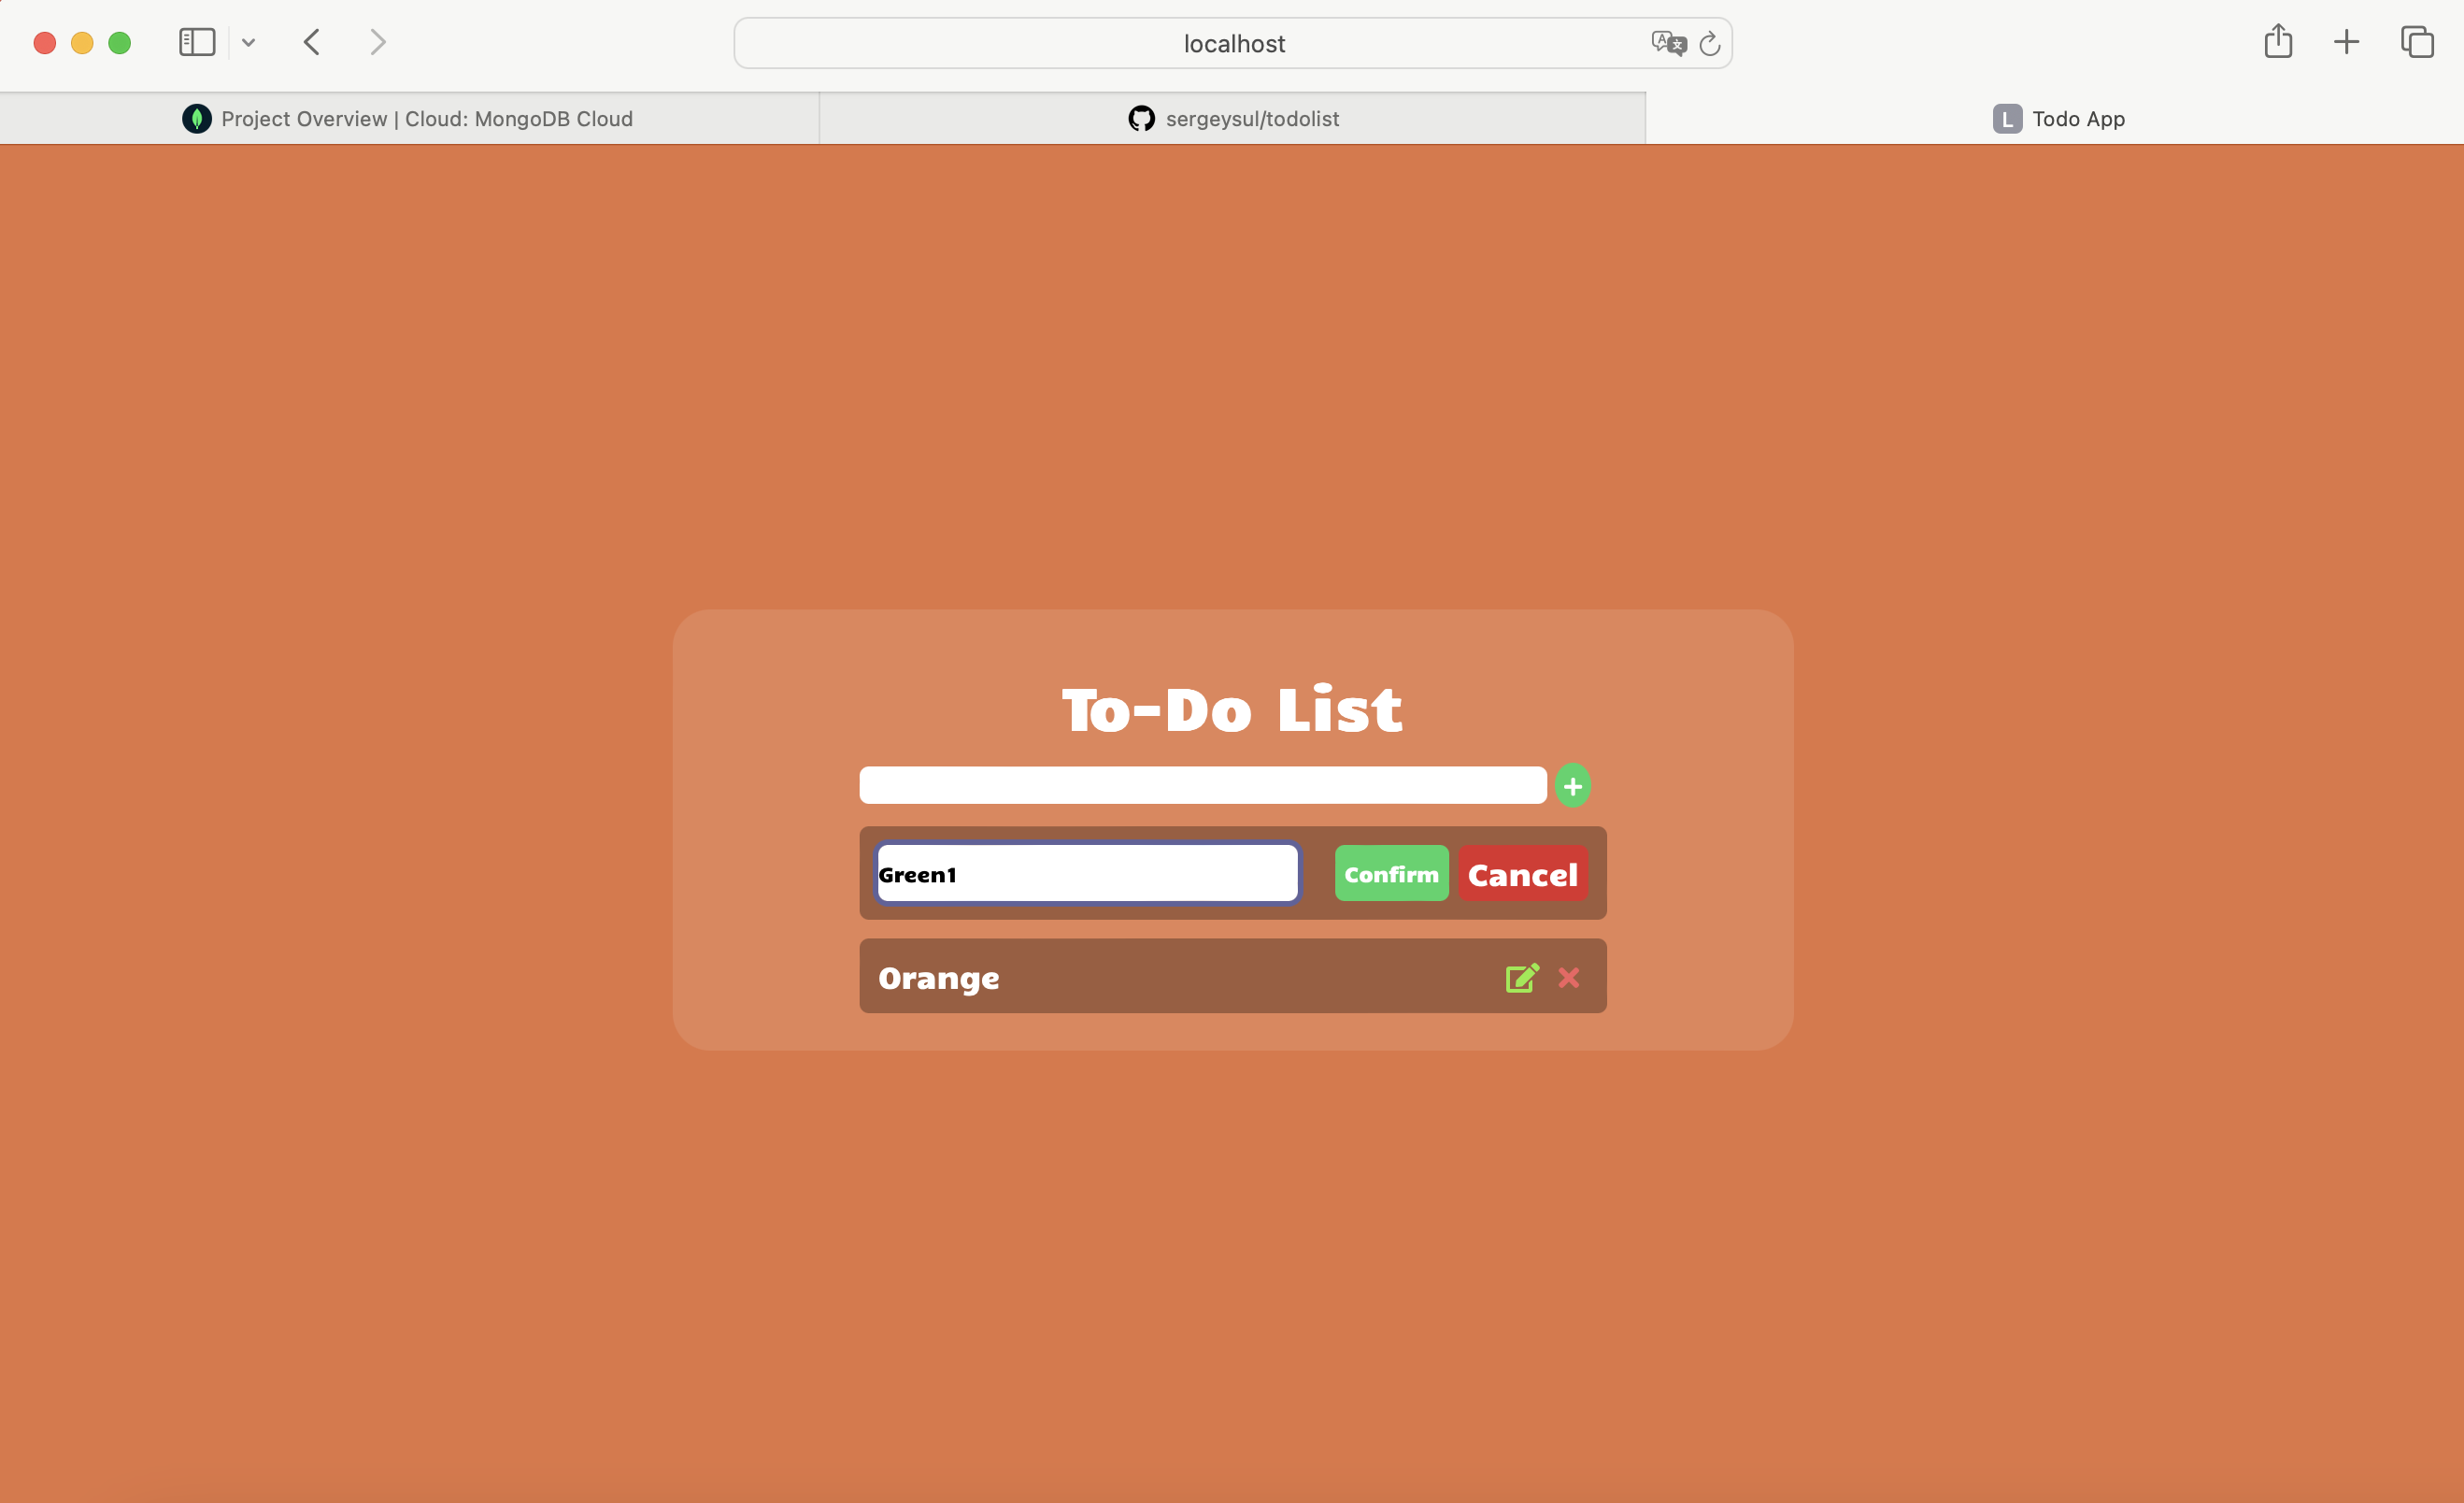 localhost
Project Overview | Cloud: MongoDB Cloud
sergeysul/todolist
L Todo App
To-Do List
+
Green1 Confirm Cancel
Orange